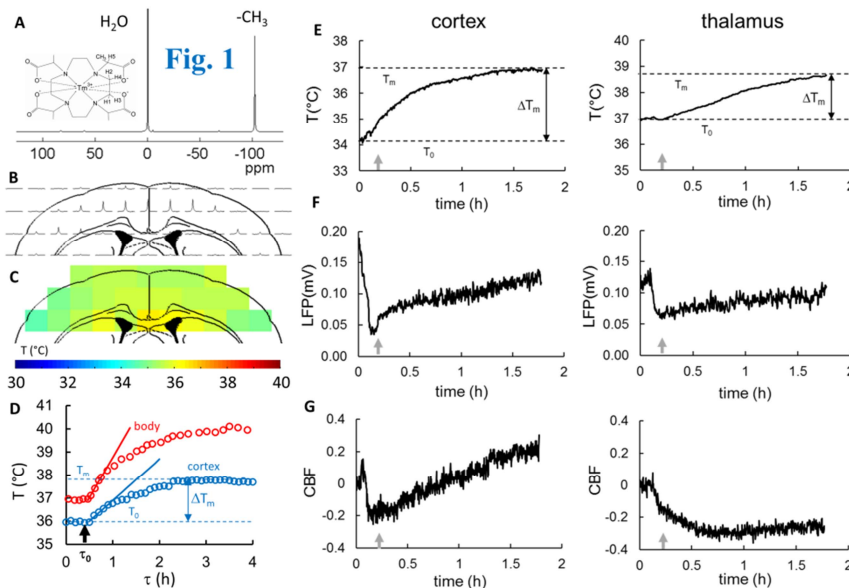 cortex
thalamus
A
H₂O
-CH₃
Fig. 1
O
O⁻
N
N
O⁻
O
CH₃
H5
H2
H4
Tm³⁺
O
O⁻
N
N
H1
H3
O⁻
O
100
50
0
-50
-100
ppm
B
C
T (°C)
30
32
34
36
38
40
D
T (°C)
41
40
39
38
37
36
35
body
cortex
Tₘ
T₀
ΔTₘ
τ₀
0
1
2
3
4
τ (h)
E
T(°C)
38
37
36
35
34
33
Tₘ
T₀
ΔTₘ
0
0.5
1
1.5
2
time (h)
T(°C)
40
39
38
37
36
35
Tₘ
T₀
ΔTₘ
0
0.5
1
1.5
2
time (h)
F
LFP(mV)
0.20
0.15
0.10
0.05
0.00
0
0.5
1
1.5
2
time (h)
LFP(mV)
0.20
0.15
0.10
0.05
0.00
0
0.5
1
1.5
2
time (h)
G
CBF
0.4
0.2
0
-0.2
-0.4
0
0.5
1
1.5
2
time (h)
CBF
0.4
0.2
0
-0.2
-0.4
0
0.5
1
1.5
2
time (h)